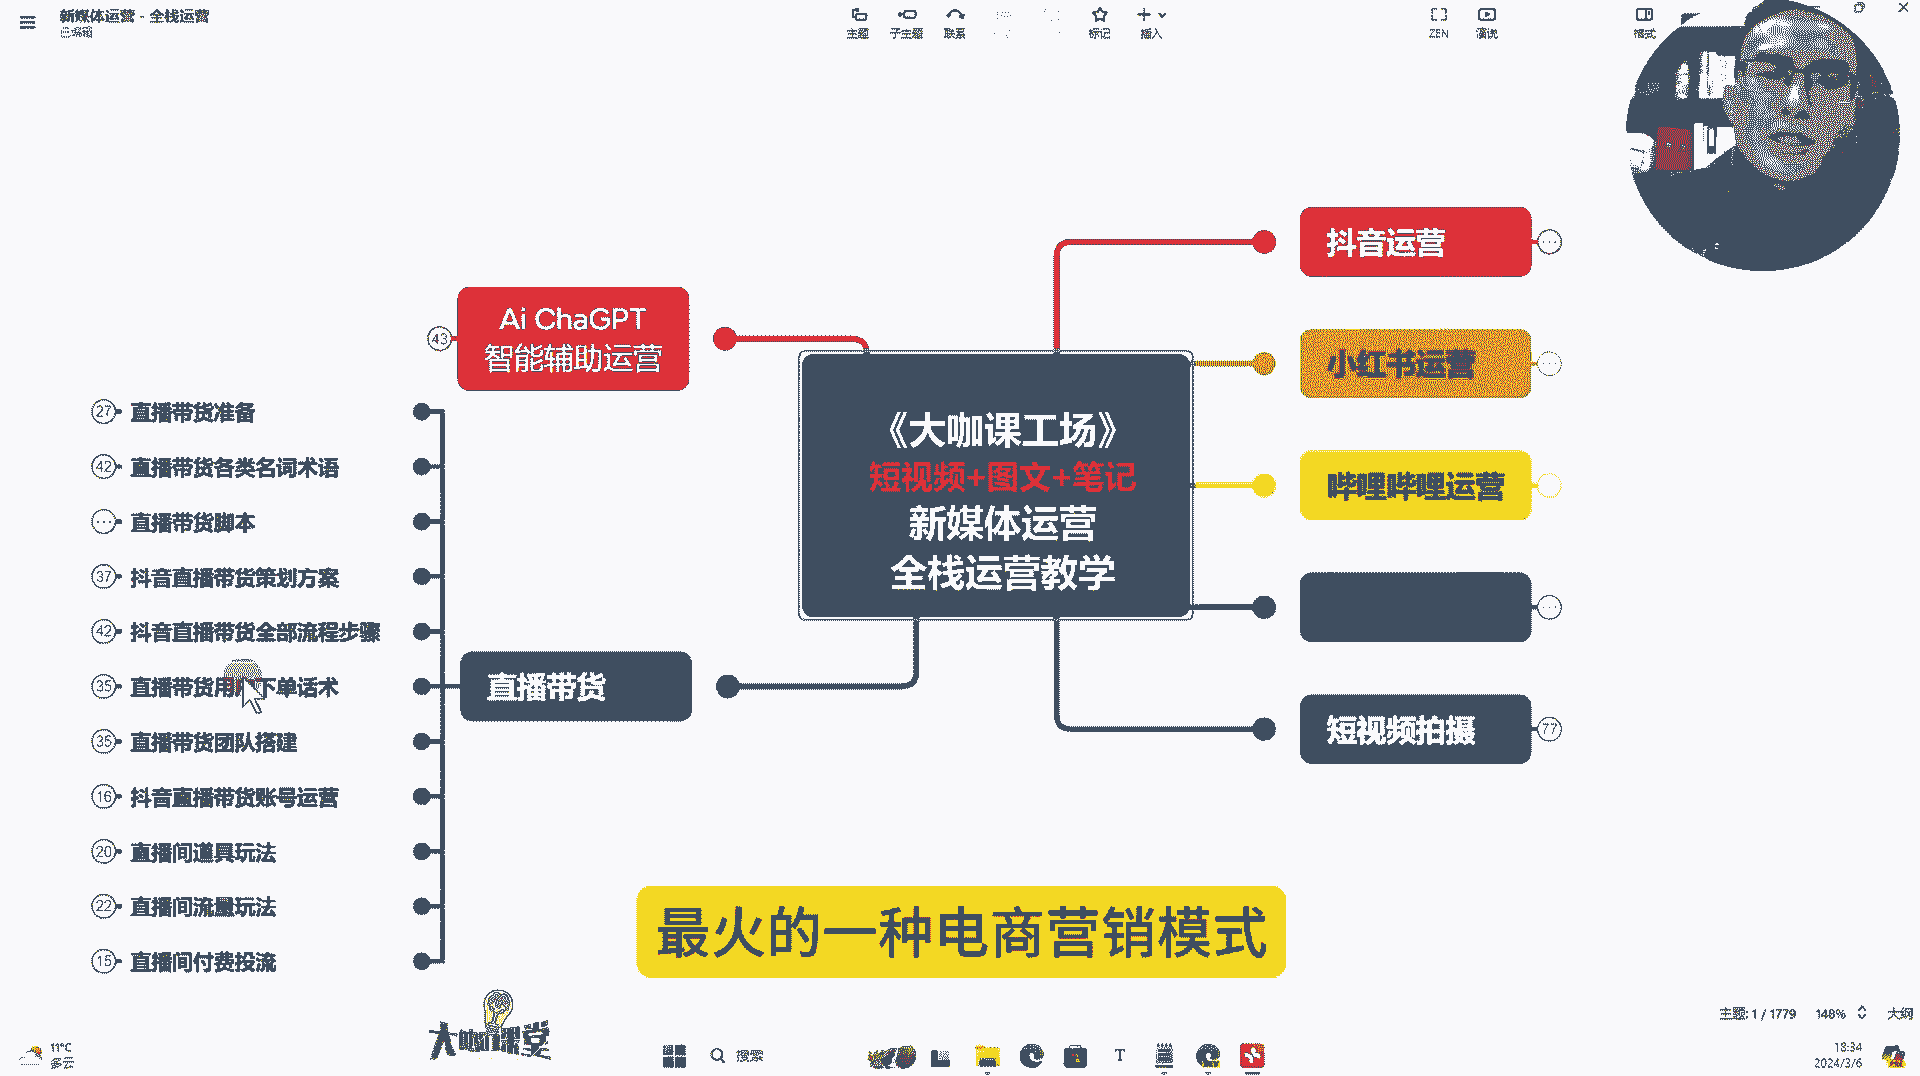 新媒体运营 - 全栈运营
已编辑
主题
子主题
联系
标记
插入
ZEN
演说
格式
抖音运营
Ai ChaGPT
智能辅助运营
43
小红书运营
《大咖课工场》
短视频+图文+笔记
新媒体运营
全栈运营教学
哔哩哔哩运营
短视频拍摄
77
直播带货
27 直播带货准备
42 直播带货各类名词术语
直播带货脚本
37 抖音直播带货策划方案
42 抖音直播带货全部流程步骤
35 直播带货用户下单话术
35 直播带货团队搭建
16 抖音直播带货账号运营
20 直播间道具玩法
22 直播间流量玩法
15 直播间付费投流
最火的一种电商营销模式
大咖课堂
主题: 1 / 1779
148%
大纲
11°C
多云
搜索
18:34
2024/3/6